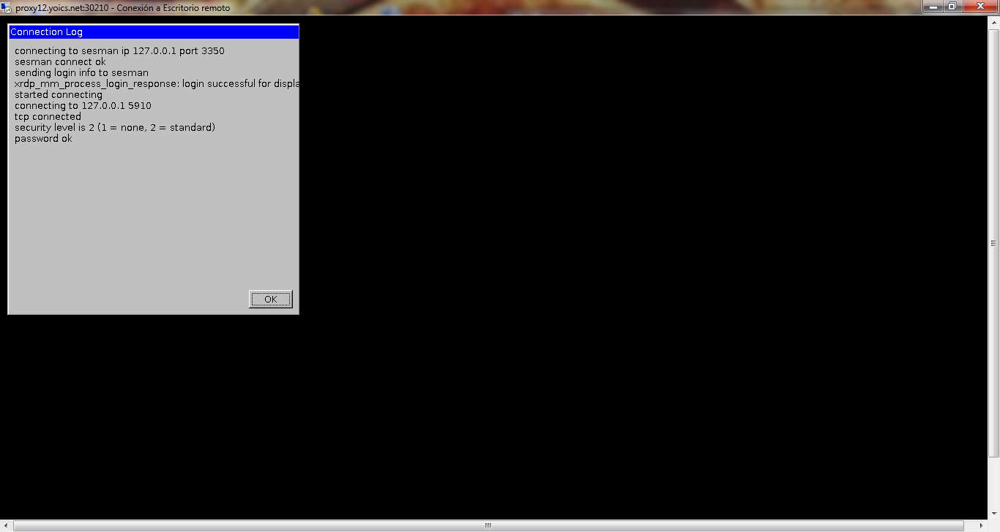 proxy12.yoics.net:30210 - Conexión a Escritorio remoto
Connection Log
connecting to sesman ip 127.0.0.1 port 3350
sesman connect ok
sending login info to sesman
xrdp_mm_process_login_response: login successful for displa
started connecting
connecting to 127.0.0.1 5910
tcp connected
security level is 2 (1 = none, 2 = standard)
password ok
OK